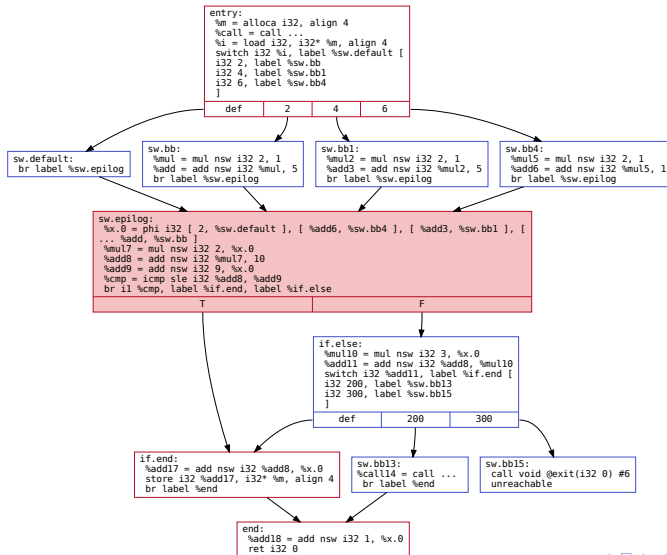 entry:
%m = alloca i32, align 4
%call = call ...
%i = load i32, i32* %m, align 4
switch i32 %i, label %sw.default [
i32 2, label %sw.bb
i32 4, label %sw.bb1
i32 6, label %sw.bb4
]
def 2 4 6
sw.default:
br label %sw.epilog
sw.bb:
%mul = mul nsw i32 2, 1
%add = add nsw i32 %mul, 5
br label %sw.epilog
sw.bb1:
%mul2 = mul nsw i32 2, 1
%add3 = add nsw i32 %mul2, 5
br label %sw.epilog
sw.bb4:
%mul5 = mul nsw i32 2, 1
%add6 = add nsw i32 %mul5, 1
br label %sw.epilog
sw.epilog:
%x.0 = phi i32 [ 2, %sw.default ], [ %add6, %sw.bb4 ], [ %add3, %sw.bb1 ], [
... %add, %sw.bb ]
%mul7 = mul nsw i32 2, %x.0
%add8 = add nsw i32 %mul7, 10
%add9 = add nsw i32 9, %x.0
%cmp = icmp sle i32 %add8, %add9
br i1 %cmp, label %if.end, label %if.else
T F
if.else:
%mul10 = mul nsw i32 3, %x.0
%add11 = add nsw i32 %add8, %mul10
switch i32 %add11, label %if.end [
i32 200, label %sw.bb13
i32 300, label %sw.bb15
]
def 200 300
if.end:
%add17 = add nsw i32 %add8, %x.0
store i32 %add17, i32* %m, align 4
br label %end
sw.bb13:
%call14 = call ...
br label %end
sw.bb15:
call void @exit(i32 0) #6
unreachable
end:
%add18 = add nsw i32 1, %x.0
ret i32 0